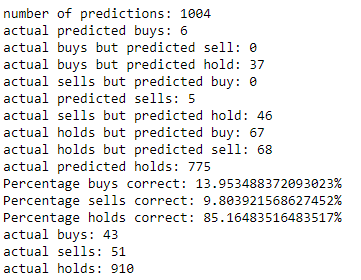 number of predictions: 1004
actual predicted buys: 6
actual buys but predicted sell: 0
actual buys but predicted hold: 37
actual sells but predicted buy: 0
actual predicted sells: 5
actual sells but predicted hold: 46
actual holds but predicted buy: 67
actual holds but predicted sell: 68
actual predicted holds: 775
Percentage buys correct: 13.953488372093023%
Percentage sells correct: 9.803921568627452%
Percentage holds correct: 85.16483516483517%
actual buys: 43
actual sells: 51
actual holds: 910